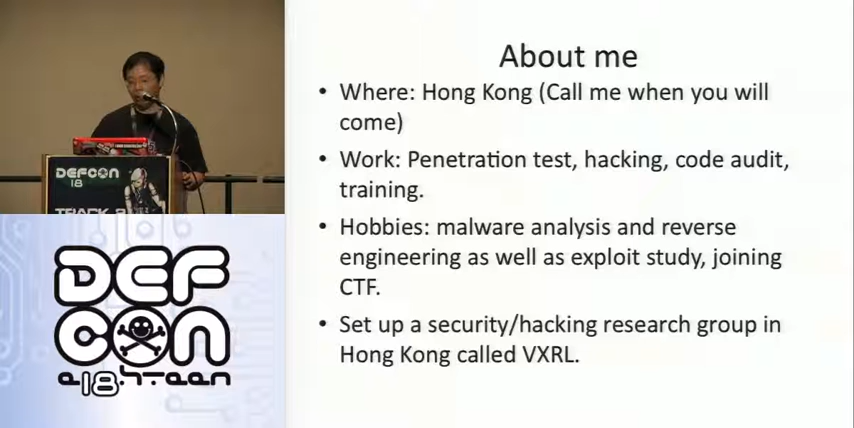 About me
• Where: Hong Kong (Call me when you will
come)
• Work: Penetration test, hacking, code audit,
training.
• Hobbies: malware analysis and reverse
engineering as well as exploit study, joining
CTF.
• Set up a security/hacking research group in
Hong Kong called VXRL.
DEFCON
18
TRACK
DEF
CON
e18hteen